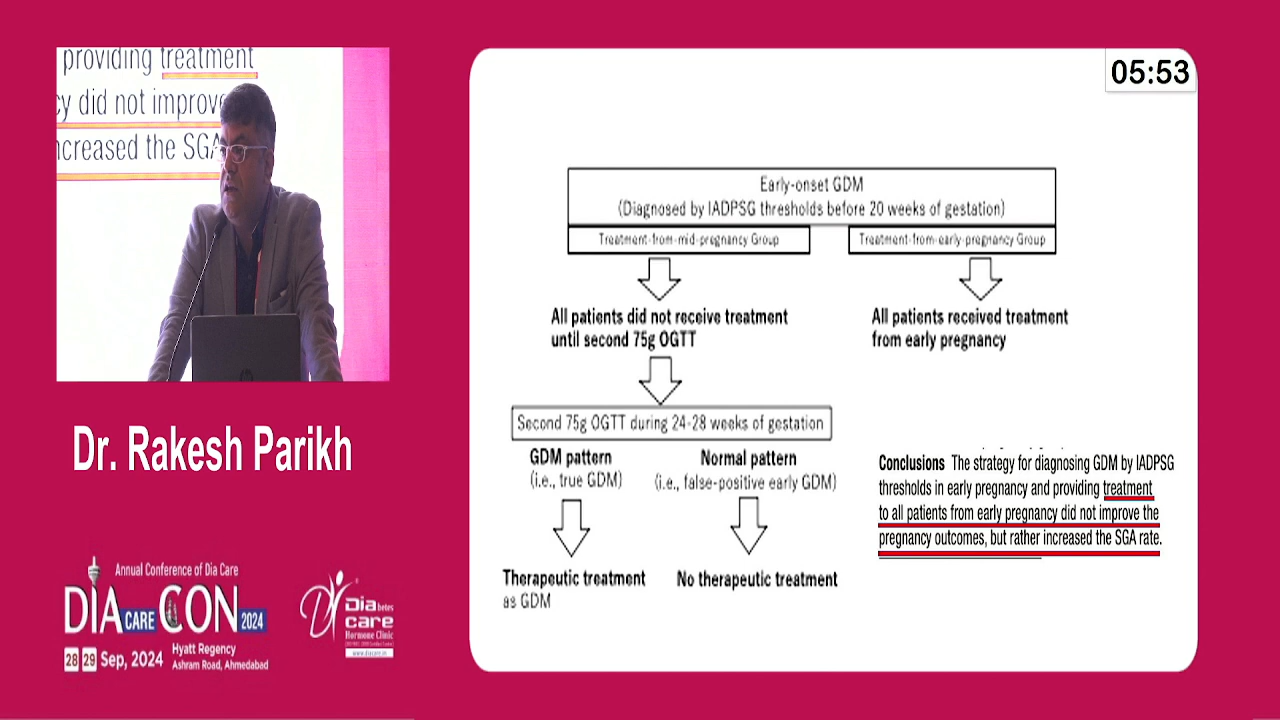 providing treatment
cy did not improve
ncreased the SGA
Dr. Rakesh Parikh
Annual Conference of Dia Care
DIA CARE CON 2024
28 29 Sep, 2024
Hyatt Regency
Ashram Road, Ahmedabad
Diabetes
care
Hormone Clinic
www.diacare.in
05:53
Early-onset GDM
(Diagnosed by IADPSG thresholds before 20 weeks of gestation)
Treatment-from-mid-pregnancy Group
Treatment-from-early-pregnancy Group
All patients did not receive treatment
until second 75g OGTT
All patients received treatment
from early pregnancy
Second 75g OGTT during 24-28 weeks of gestation
GDM pattern
(i.e., true GDM)
Normal pattern
(i.e., false-positive early GDM)
Therapeutic treatment
as GDM
No therapeutic treatment
Conclusions The strategy for diagnosing GDM by IADPSG
thresholds in early pregnancy and providing treatment
to all patients from early pregnancy did not improve the
pregnancy outcomes, but rather increased the SGA rate.